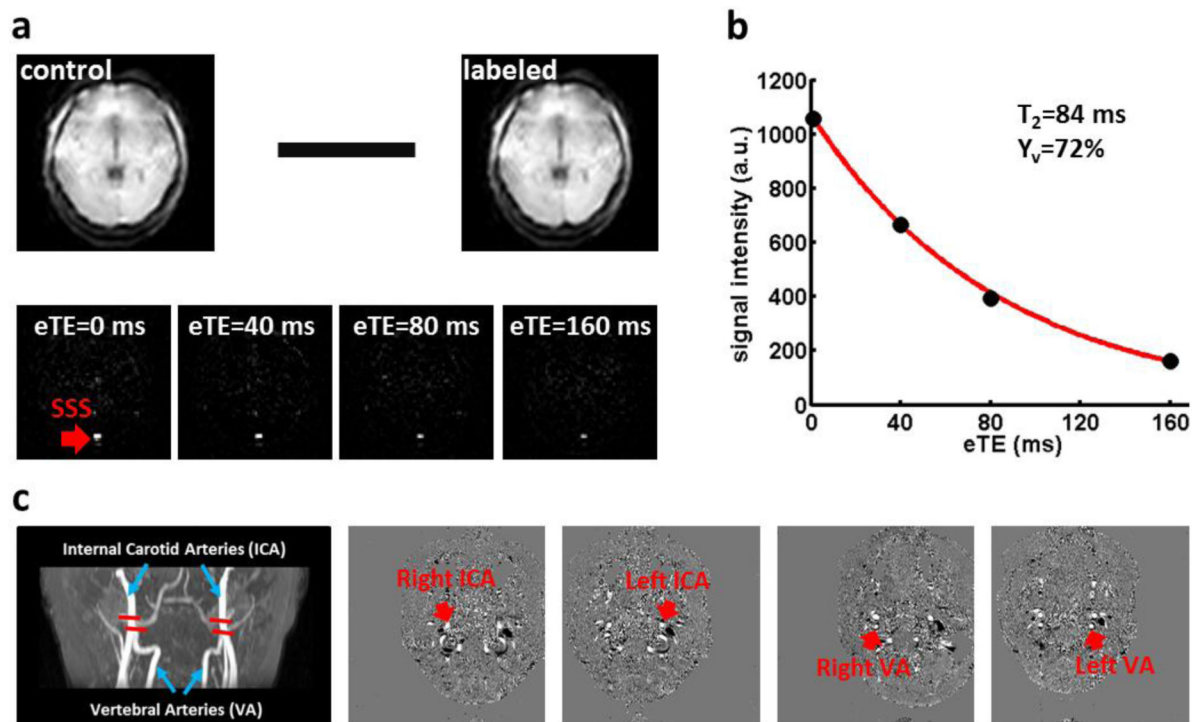 a
control
labeled
eTE=0 ms
eTE=40 ms
eTE=80 ms
eTE=160 ms
SSS
b
1200
1000
800
600
400
200
0
0
40
80
120
160
signal intensity (a.u.)
eTE (ms)
T₂=84 ms
Yᵥ=72%
c
Internal Carotid Arteries (ICA)
Vertebral Arteries (VA)
Right ICA
Left ICA
Right VA
Left VA